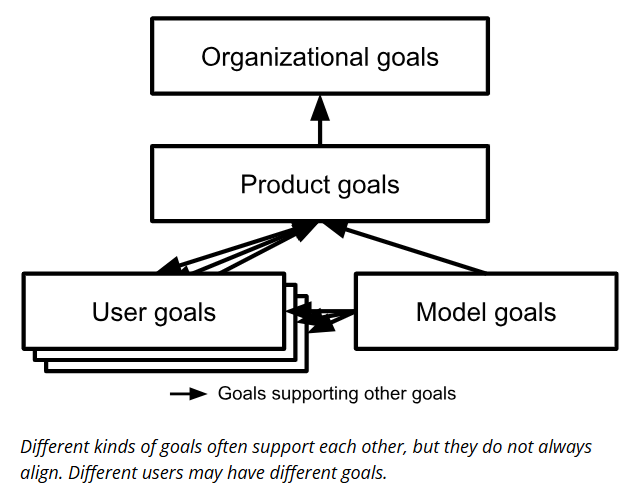 Organizational goals
Product goals
User goals
Model goals
Goals supporting other goals
Different kinds of goals often support each other, but they do not always
align. Different users may have different goals.